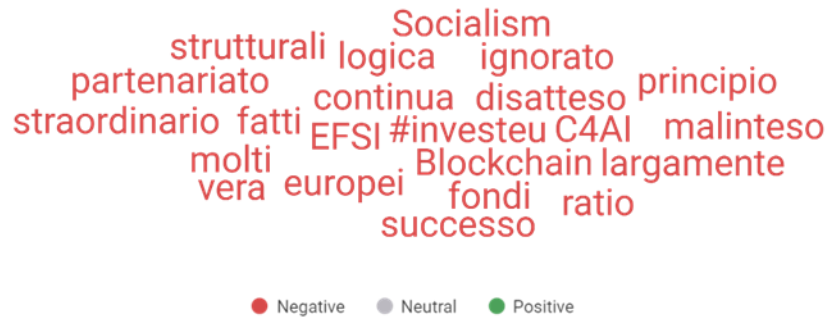 Socialism
strutturali logica ignorato
partenariato continua disatteso principio
straordinario fatti EFSI #investeu C4AI malinteso
molti Blockchain largamente
vera europei fondi ratio
successo
Negative Neutral Positive